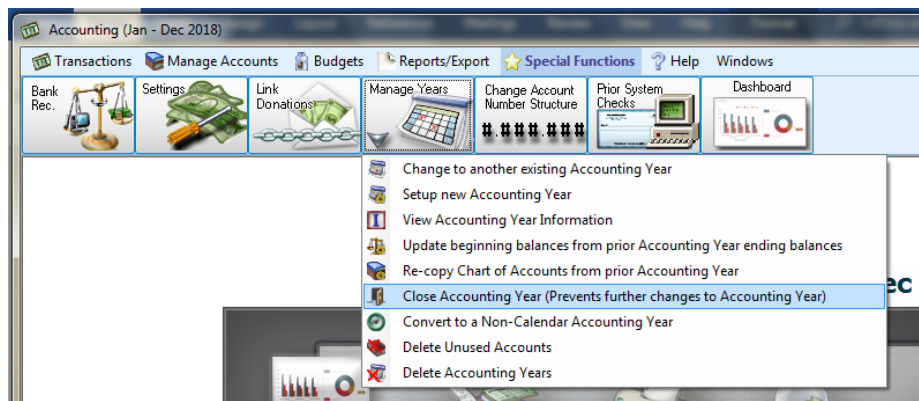 Accounting (Jan - Dec 2018)
Transactions Manage Accounts Budgets Reports/Export Special Functions Help Windows
Bank
Rec.
Settings
Link
Donations
Manage Years
Change Account
Number Structure
#.###.###
Prior System
Checks
Dashboard
Change to another existing Accounting Year
Setup new Accounting Year
View Accounting Year Information
Update beginning balances from prior Accounting Year ending balances
Re-copy Chart of Accounts from prior Accounting Year
Close Accounting Year (Prevents further changes to Accounting Year)
ec
Convert to a Non-Calendar Accounting Year
Delete Unused Accounts
Delete Accounting Years